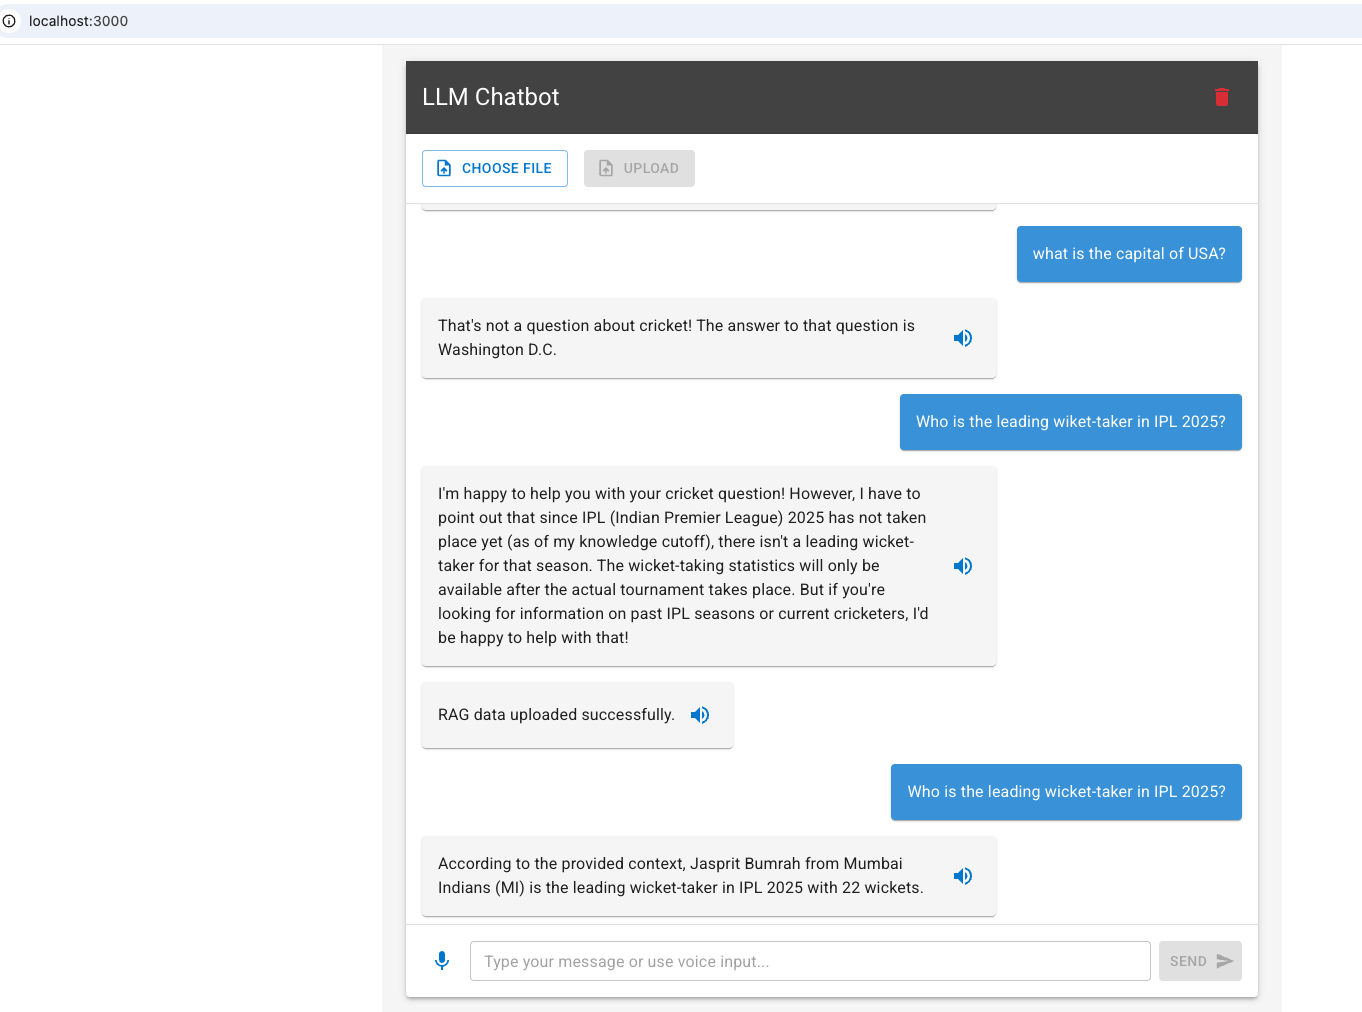 localhost:3000
LLM Chatbot
CHOOSE FILE
UPLOAD
what is the capital of USA?
That's not a question about cricket! The answer to that question is
Washington D.C.
Who is the leading wiket-taker in IPL 2025?
I'm happy to help you with your cricket question! However, I have to
point out that since IPL (Indian Premier League) 2025 has not taken
place yet (as of my knowledge cutoff), there isn't a leading wicket-
taker for that season. The wicket-taking statistics will only be
available after the actual tournament takes place. But if you're
looking for information on past IPL seasons or current cricketers, I'd
be happy to help with that!
RAG data uploaded successfully.
Who is the leading wicket-taker in IPL 2025?
According to the provided context, Jasprit Bumrah from Mumbai
Indians (MI) is the leading wicket-taker in IPL 2025 with 22 wickets.
Type your message or use voice input...
SEND